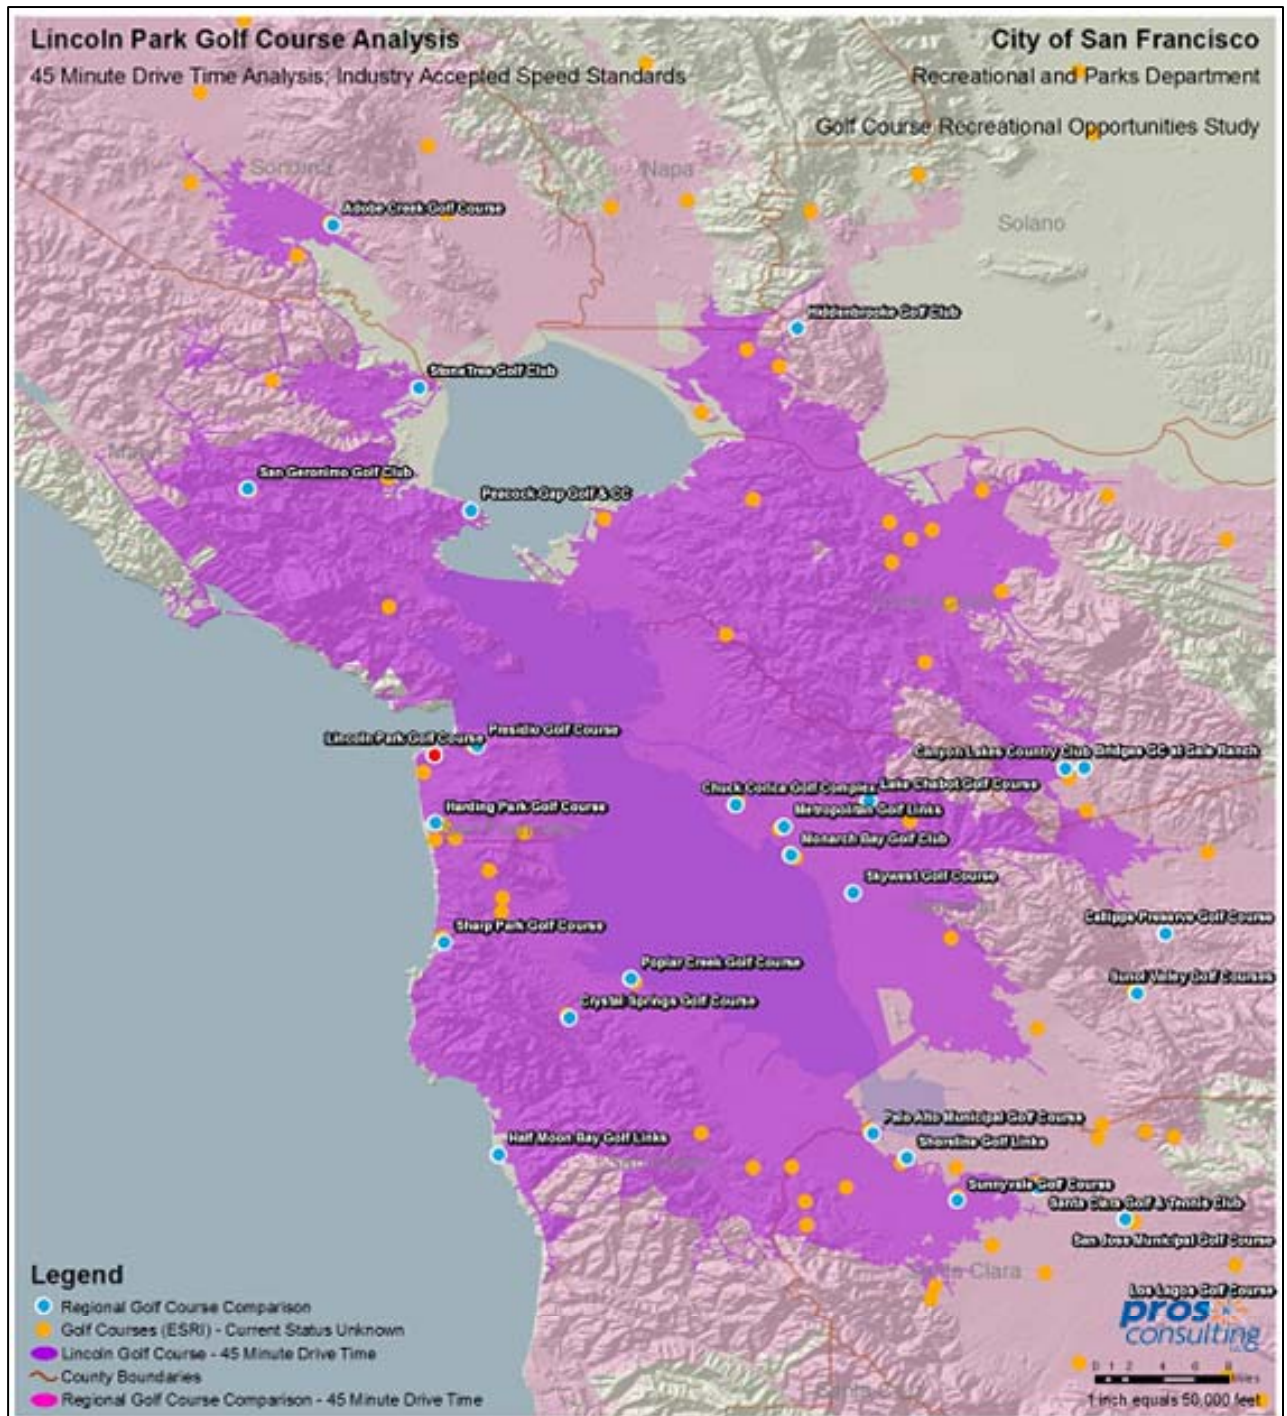 Lincoln Park Golf Course Analysis
45 Minute Drive Time Analysis; Industry Accepted Speed Standards
City of San Francisco
Recreational and Parks Department
Golf Course Recreational Opportunities Study
Sonoma
Napa
Adobe Creek Golf Course
Solano
Hiddenbrooke Golf Club
StoneTree Golf Club
San Geronimo Golf Club
Peacock Gap Golf & CC
Lincoln Park Golf Course
Presidio Golf Course
Canyon Lakes Country Club
Bridges GC at Gale Ranch
Chuck Corica Golf Complex
Lake Chabot Golf Course
Harding Park Golf Course
Metropolitan Golf Links
Monarch Bay Golf Club
Skywest Golf Course
Sharp Park Golf Course
Callippe Preserve Golf Course
Poplar Creek Golf Course
Sunol Valley Golf Courses
Crystal Springs Golf Course
Palo Alto Municipal Golf Course
Half Moon Bay Golf Links
Shoreline Golf Links
Sunnyvale Golf Course
Santa Clara Golf & Tennis Club
San Jose Municipal Golf Course
Santa Clara
Los Lagos Golf Course
Legend
Regional Golf Course Comparison
Golf Courses (ESRI) - Current Status Unknown
Lincoln Golf Course - 45 Minute Drive Time
County Boundaries
Regional Golf Course Comparison - 45 Minute Drive Time
pros
consulting
0 1 2 4 6 8
Miles
1 inch equals 50,000 feet